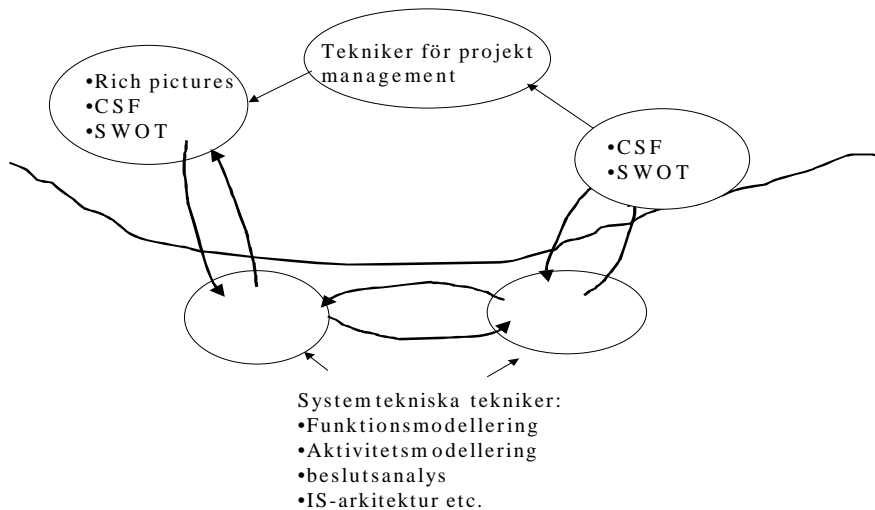 Tekniker för projekt
management
•Rich pictures
•CSF
•SWOT
•CSF
•SWOT
Systemtekniska tekniker:
•Funktionsmodellering
•Aktivitetsmodellering
•beslutsanalys
•IS-arkitektur etc.